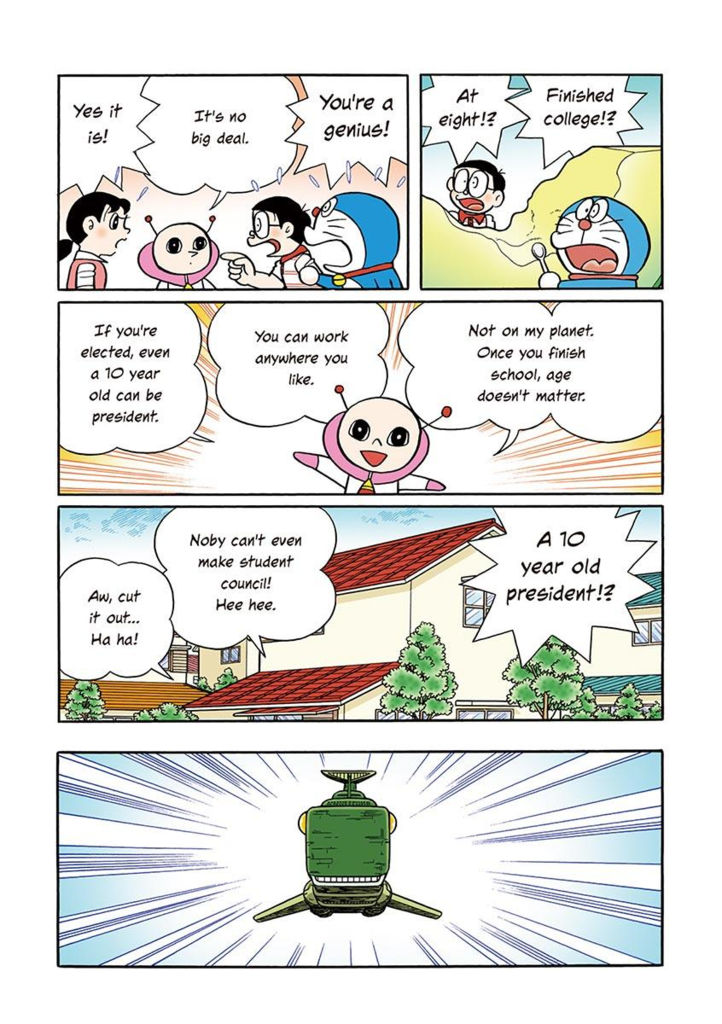 Finished
college!?
At
eight!?
You're a
genius!
It's no
big deal.
Yes it
is!
Not on my planet.
Once you finish
school, age
doesn't matter.
You can work
anywhere you
like.
If you're
elected, even
a 10 year
old can be
president.
A 10
year old
president!?
Noby can't even
make student
council!
Hee hee.
Aw, cut
it out...
Ha ha!